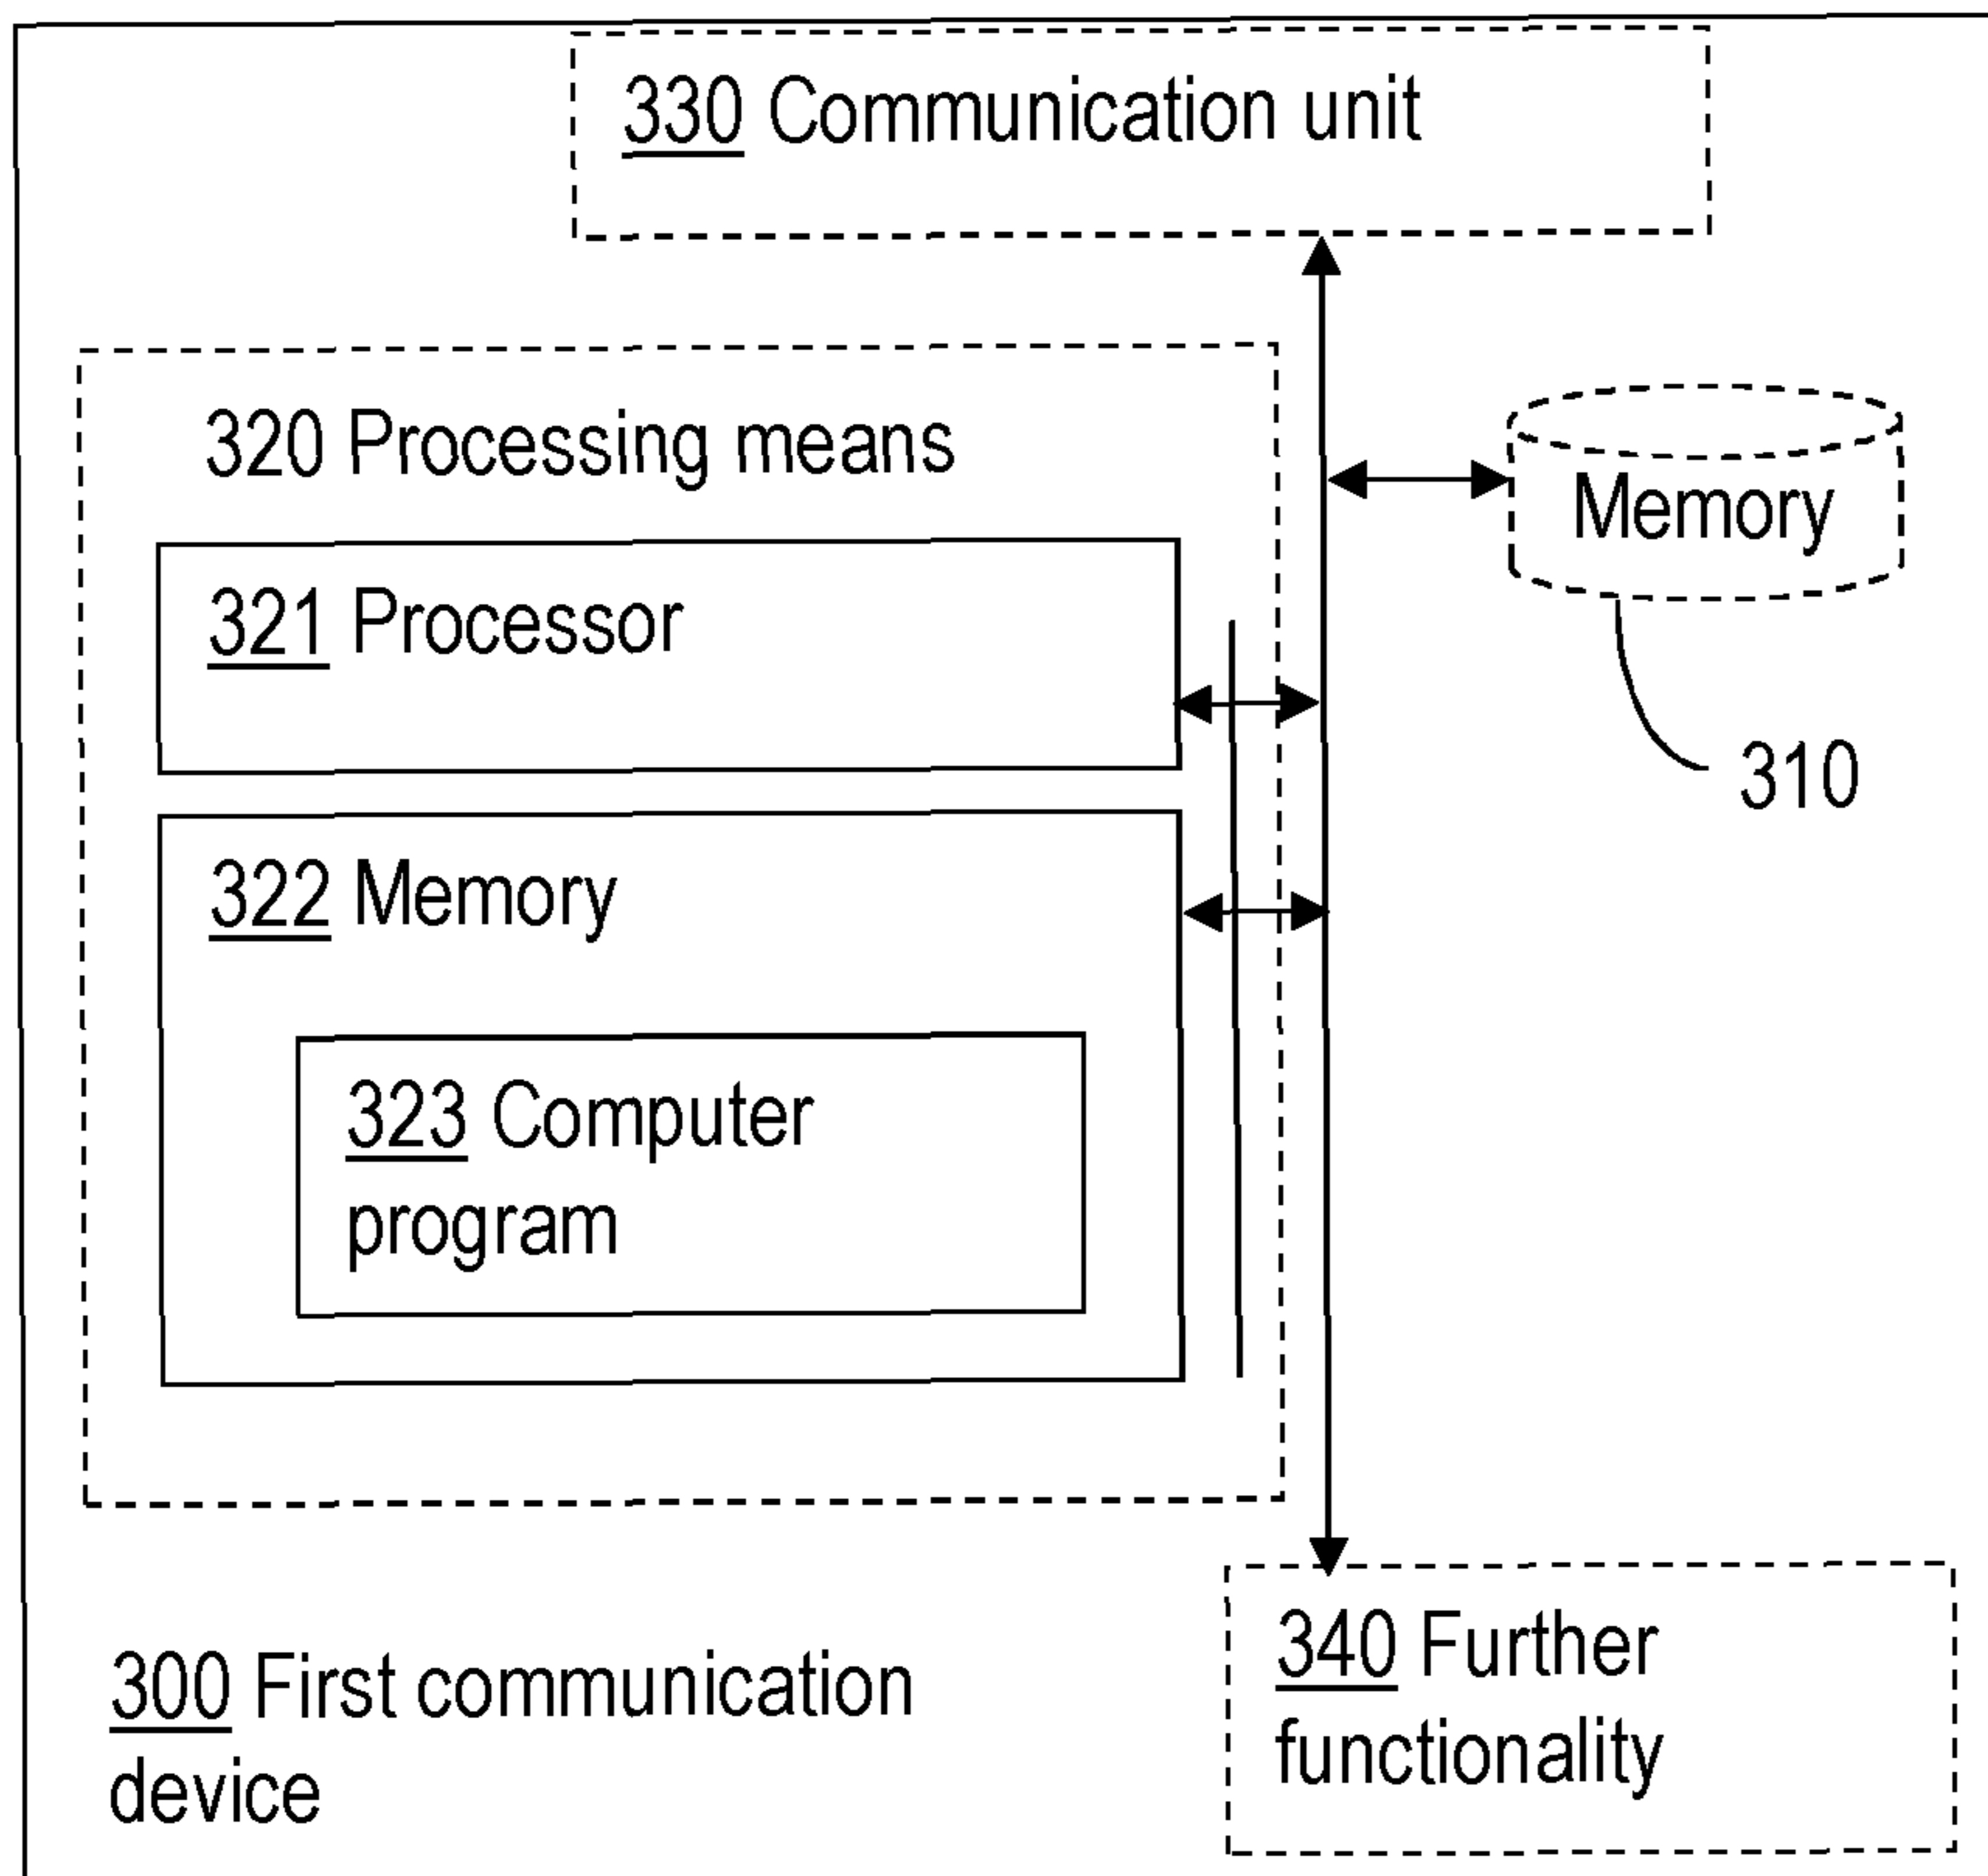 330 Communication unit
320 Processing means
Memory
321 Processor
310
322 Memory
323 Computer
program
340 Further
functionality
300 First communication
device